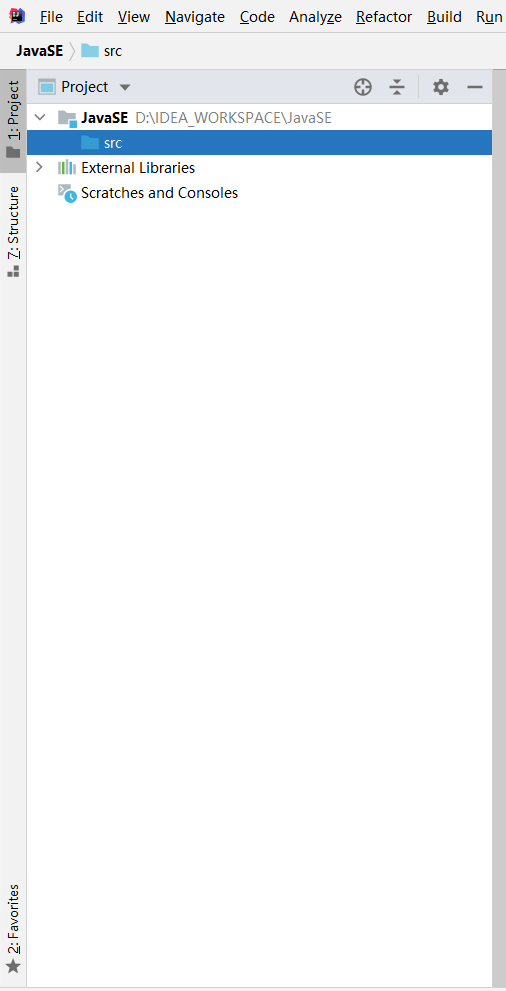 File Edit View Navigate Code Analyze Refactor Build Run
JavaSE src
1: Project
Project
JavaSE D:\IDEA_WORKSPACE\JavaSE
src
External Libraries
Scratches and Consoles
7: Structure
2: Favorites